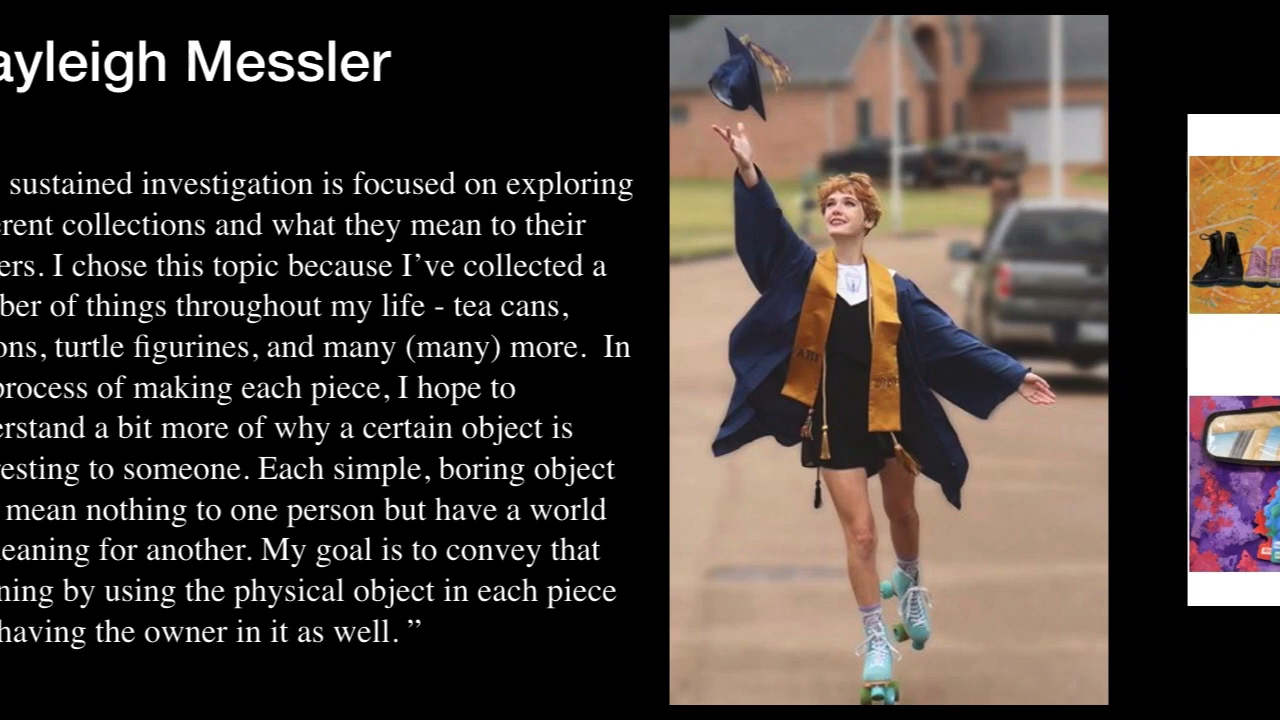 ayleigh Messler
sustained investigation is focused on exploring
erent collections and what they mean to their
ers. I chose this topic because I’ve collected a
ber of things throughout my life - tea cans,
ons, turtle figurines, and many (many) more.  In
process of making each piece, I hope to
erstand a bit more of why a certain object is
resting to someone. Each simple, boring object
mean nothing to one person but have a world
eaning for another. My goal is to convey that
ning by using the physical object in each piece
having the owner in it as well. ”